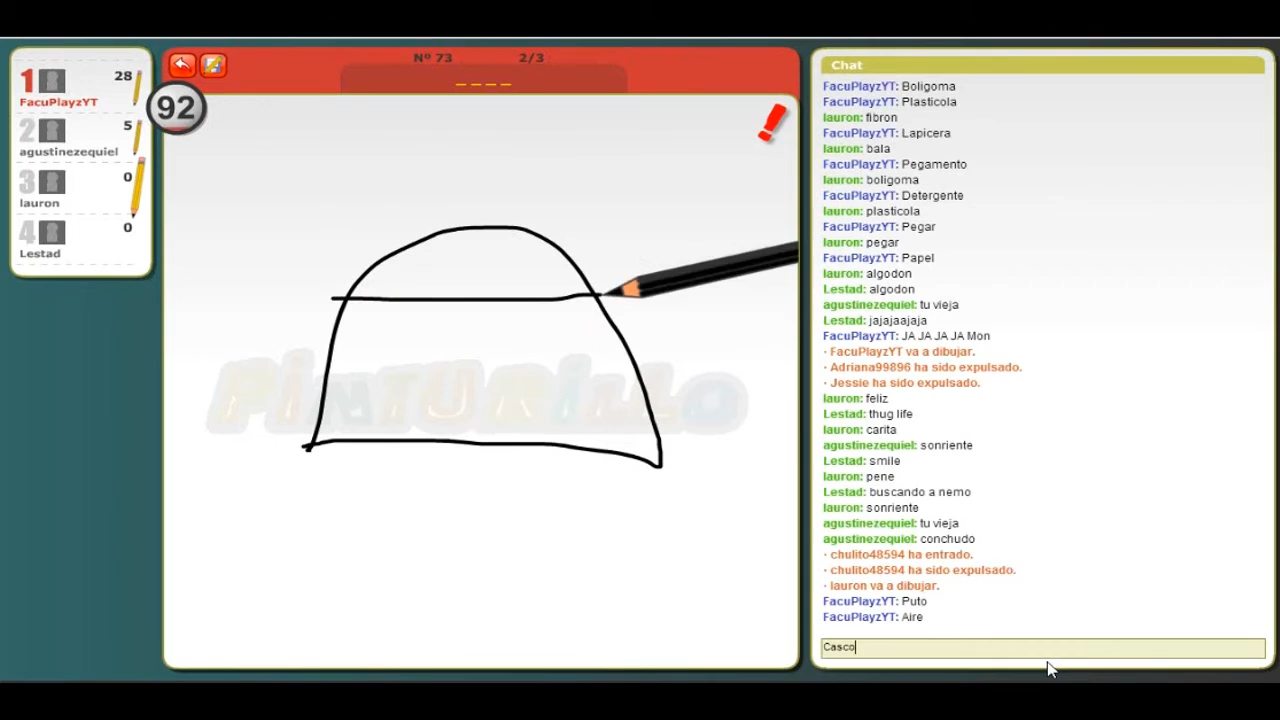 1
28
FacuPlayzYT
2
5
agustinezequiel
3
0
lauron
4
0
Lestad
92
Nº 73
2/3
_ _ _ _
!
PINTURILLO
Chat
FacuPlayzYT: Boligoma
FacuPlayzYT: Plasticola
lauron: fibron
FacuPlayzYT: Lapicera
lauron: bala
FacuPlayzYT: Pegamento
lauron: boligoma
FacuPlayzYT: Detergente
lauron: plasticola
FacuPlayzYT: Pegar
lauron: pegar
FacuPlayzYT: Papel
lauron: algodon
Lestad: algodon
agustinezequiel: tu vieja
Lestad: jajajaajaja
FacuPlayzYT: JA JA JA JA Mon
· FacuPlayzYT va a dibujar.
· Adriana99896 ha sido expulsado.
· Jessie ha sido expulsado.
lauron: feliz
Lestad: thug life
lauron: carita
agustinezequiel: sonriente
Lestad: smile
lauron: pene
Lestad: buscando a nemo
lauron: sonriente
agustinezequiel: tu vieja
agustinezequiel: conchudo
· chulito48594 ha entrado.
· chulito48594 ha sido expulsado.
· lauron va a dibujar.
FacuPlayzYT: Puto
FacuPlayzYT: Aire
Casco